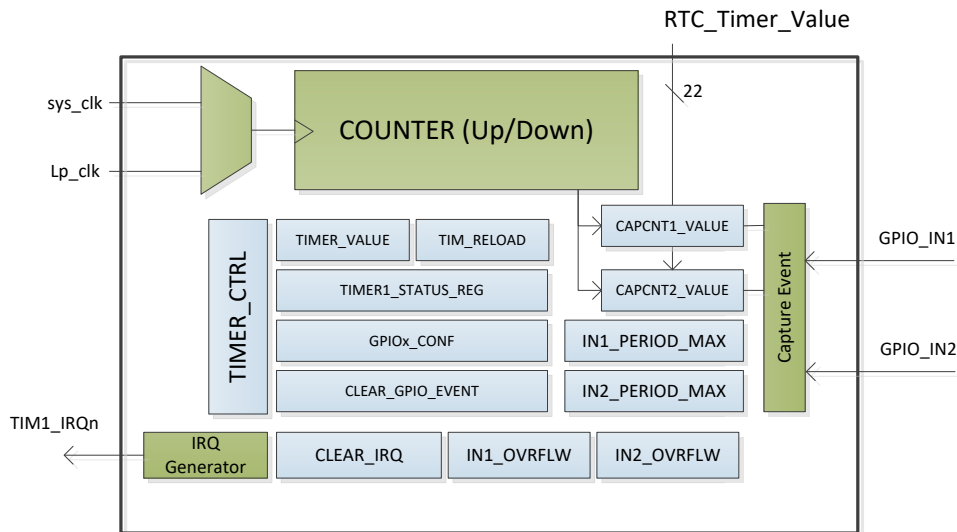 RTC_Timer_Value
22
sys_clk
COUNTER (Up/Down)
Lp_clk
CAPCNT1_VALUE
TIMER_VALUE
TIM_RELOAD
GPIO_IN1
TIMER_CTRL
CAPCNT2_VALUE
Capture Event
TIMER1_STATUS_REG
GPIOx_CONF
IN1_PERIOD_MAX
GPIO_IN2
CLEAR_GPIO_EVENT
IN2_PERIOD_MAX
TIM1_IRQn
IRQ
Generator
CLEAR_IRQ
IN1_OVRFLW
IN2_OVRFLW